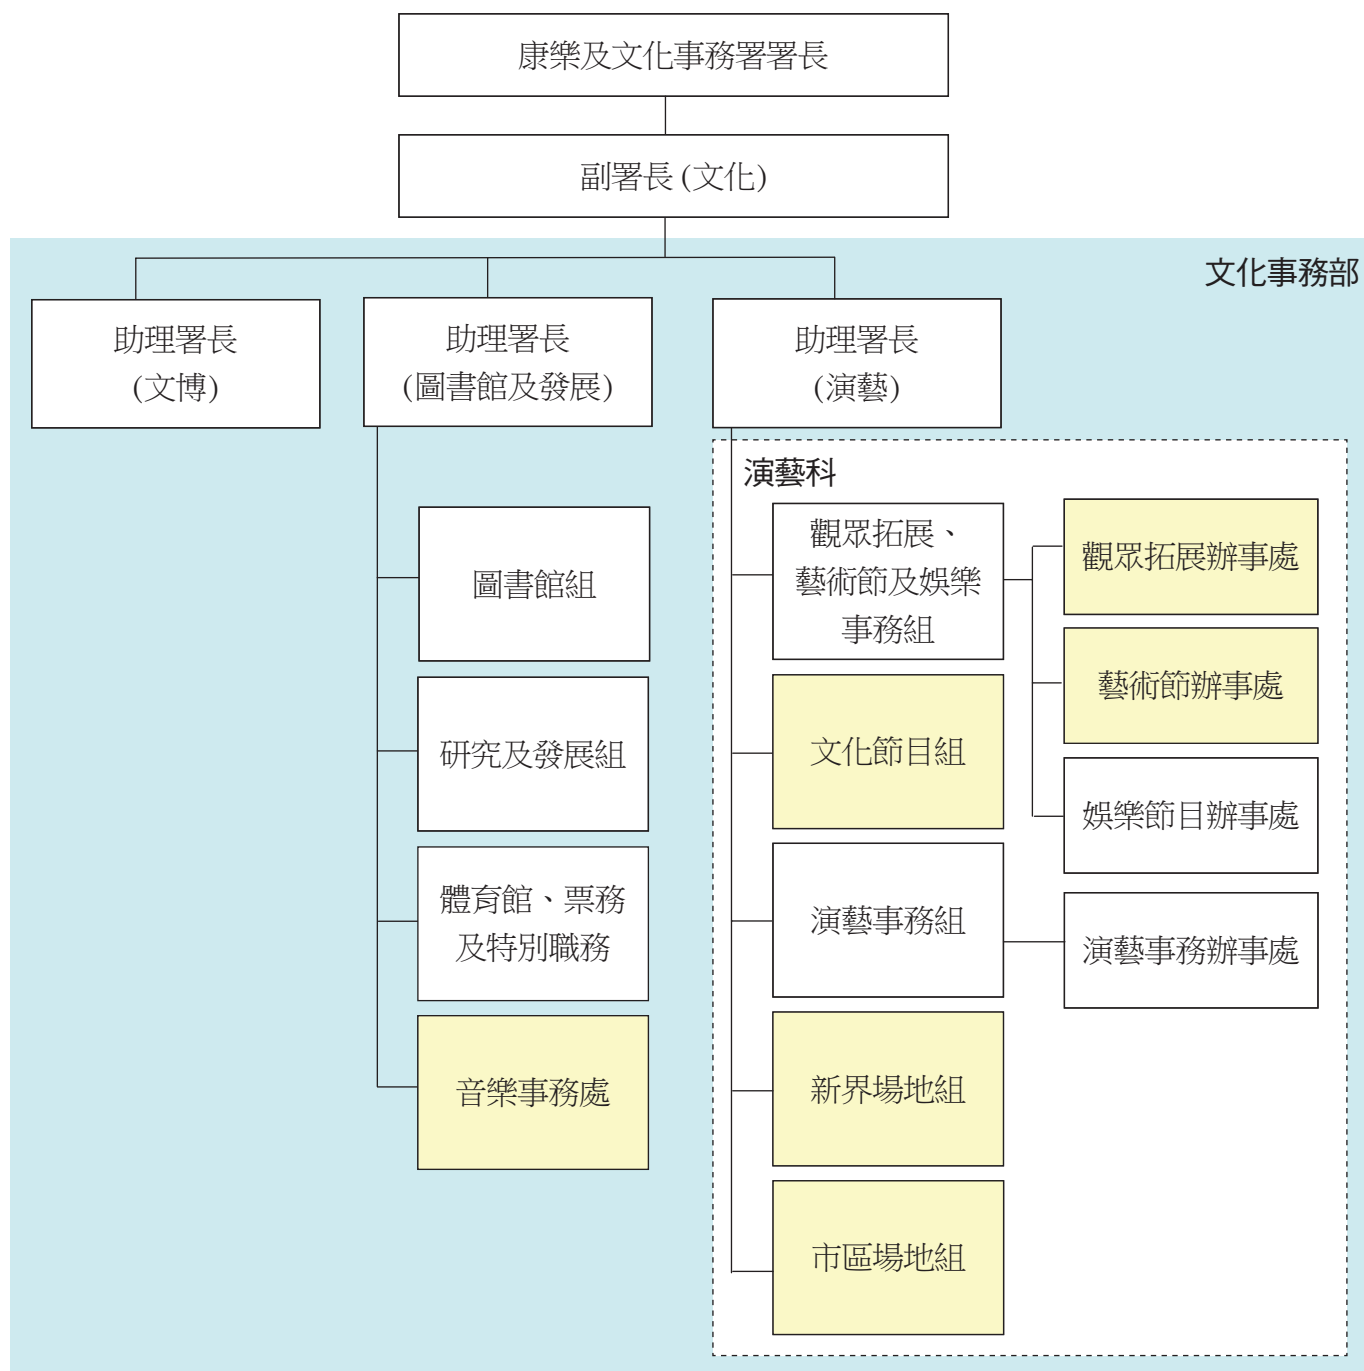 康樂及文化事務署署長
副署長(文化)
文化事務部
助理署長
(文博)
助理署長
(圖書館及發展)
助理署長
(演藝)
圖書館組
研究及發展組
體育館、票務
及特別職務
音樂事務處
演藝科
觀眾拓展、
藝術節及娛樂
事務組
文化節目組
演藝事務組
新界場地組
市區場地組
觀眾拓展辦事處
藝術節辦事處
娛樂節目辦事處
演藝事務辦事處